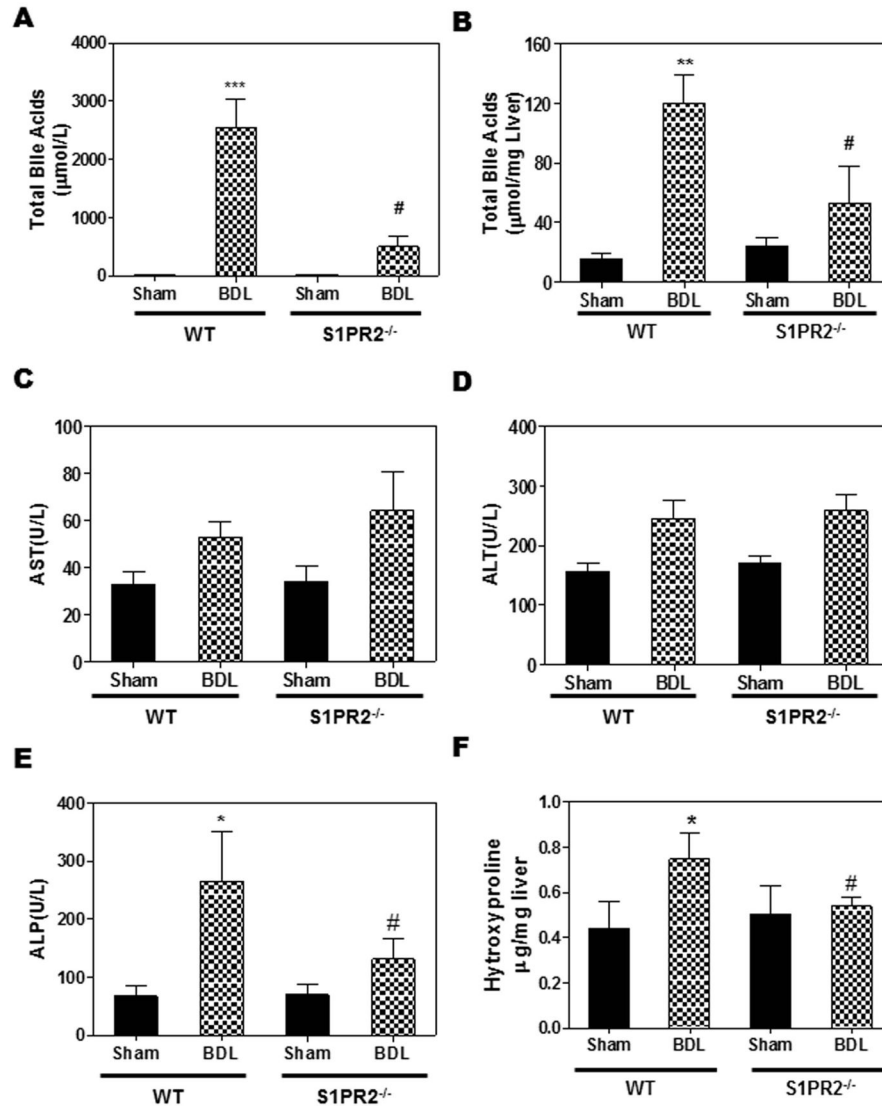 A
Total Bile Acids
(μmol/L)
4000
3000
2000
1000
0
***
#
Sham BDL Sham BDL
WT S1PR2-/-
B
Total Bile Acids
(μmol/mg Liver)
160
120
80
40
0
**
#
Sham BDL Sham BDL
WT S1PR2-/-
C
AST(U/L)
100
80
60
40
20
0
Sham BDL Sham BDL
WT S1PR2-/-
D
ALT(U/L)
400
300
200
100
0
Sham BDL Sham BDL
WT S1PR2-/-
E
ALP(U/L)
400
300
200
100
0
*
#
Sham BDL Sham BDL
WT S1PR2-/-
F
Hytroxyproline
μg/mg liver
1.0
0.8
0.6
0.4
0.2
0.0
*
#
Sham BDL Sham BDL
WT S1PR2-/-